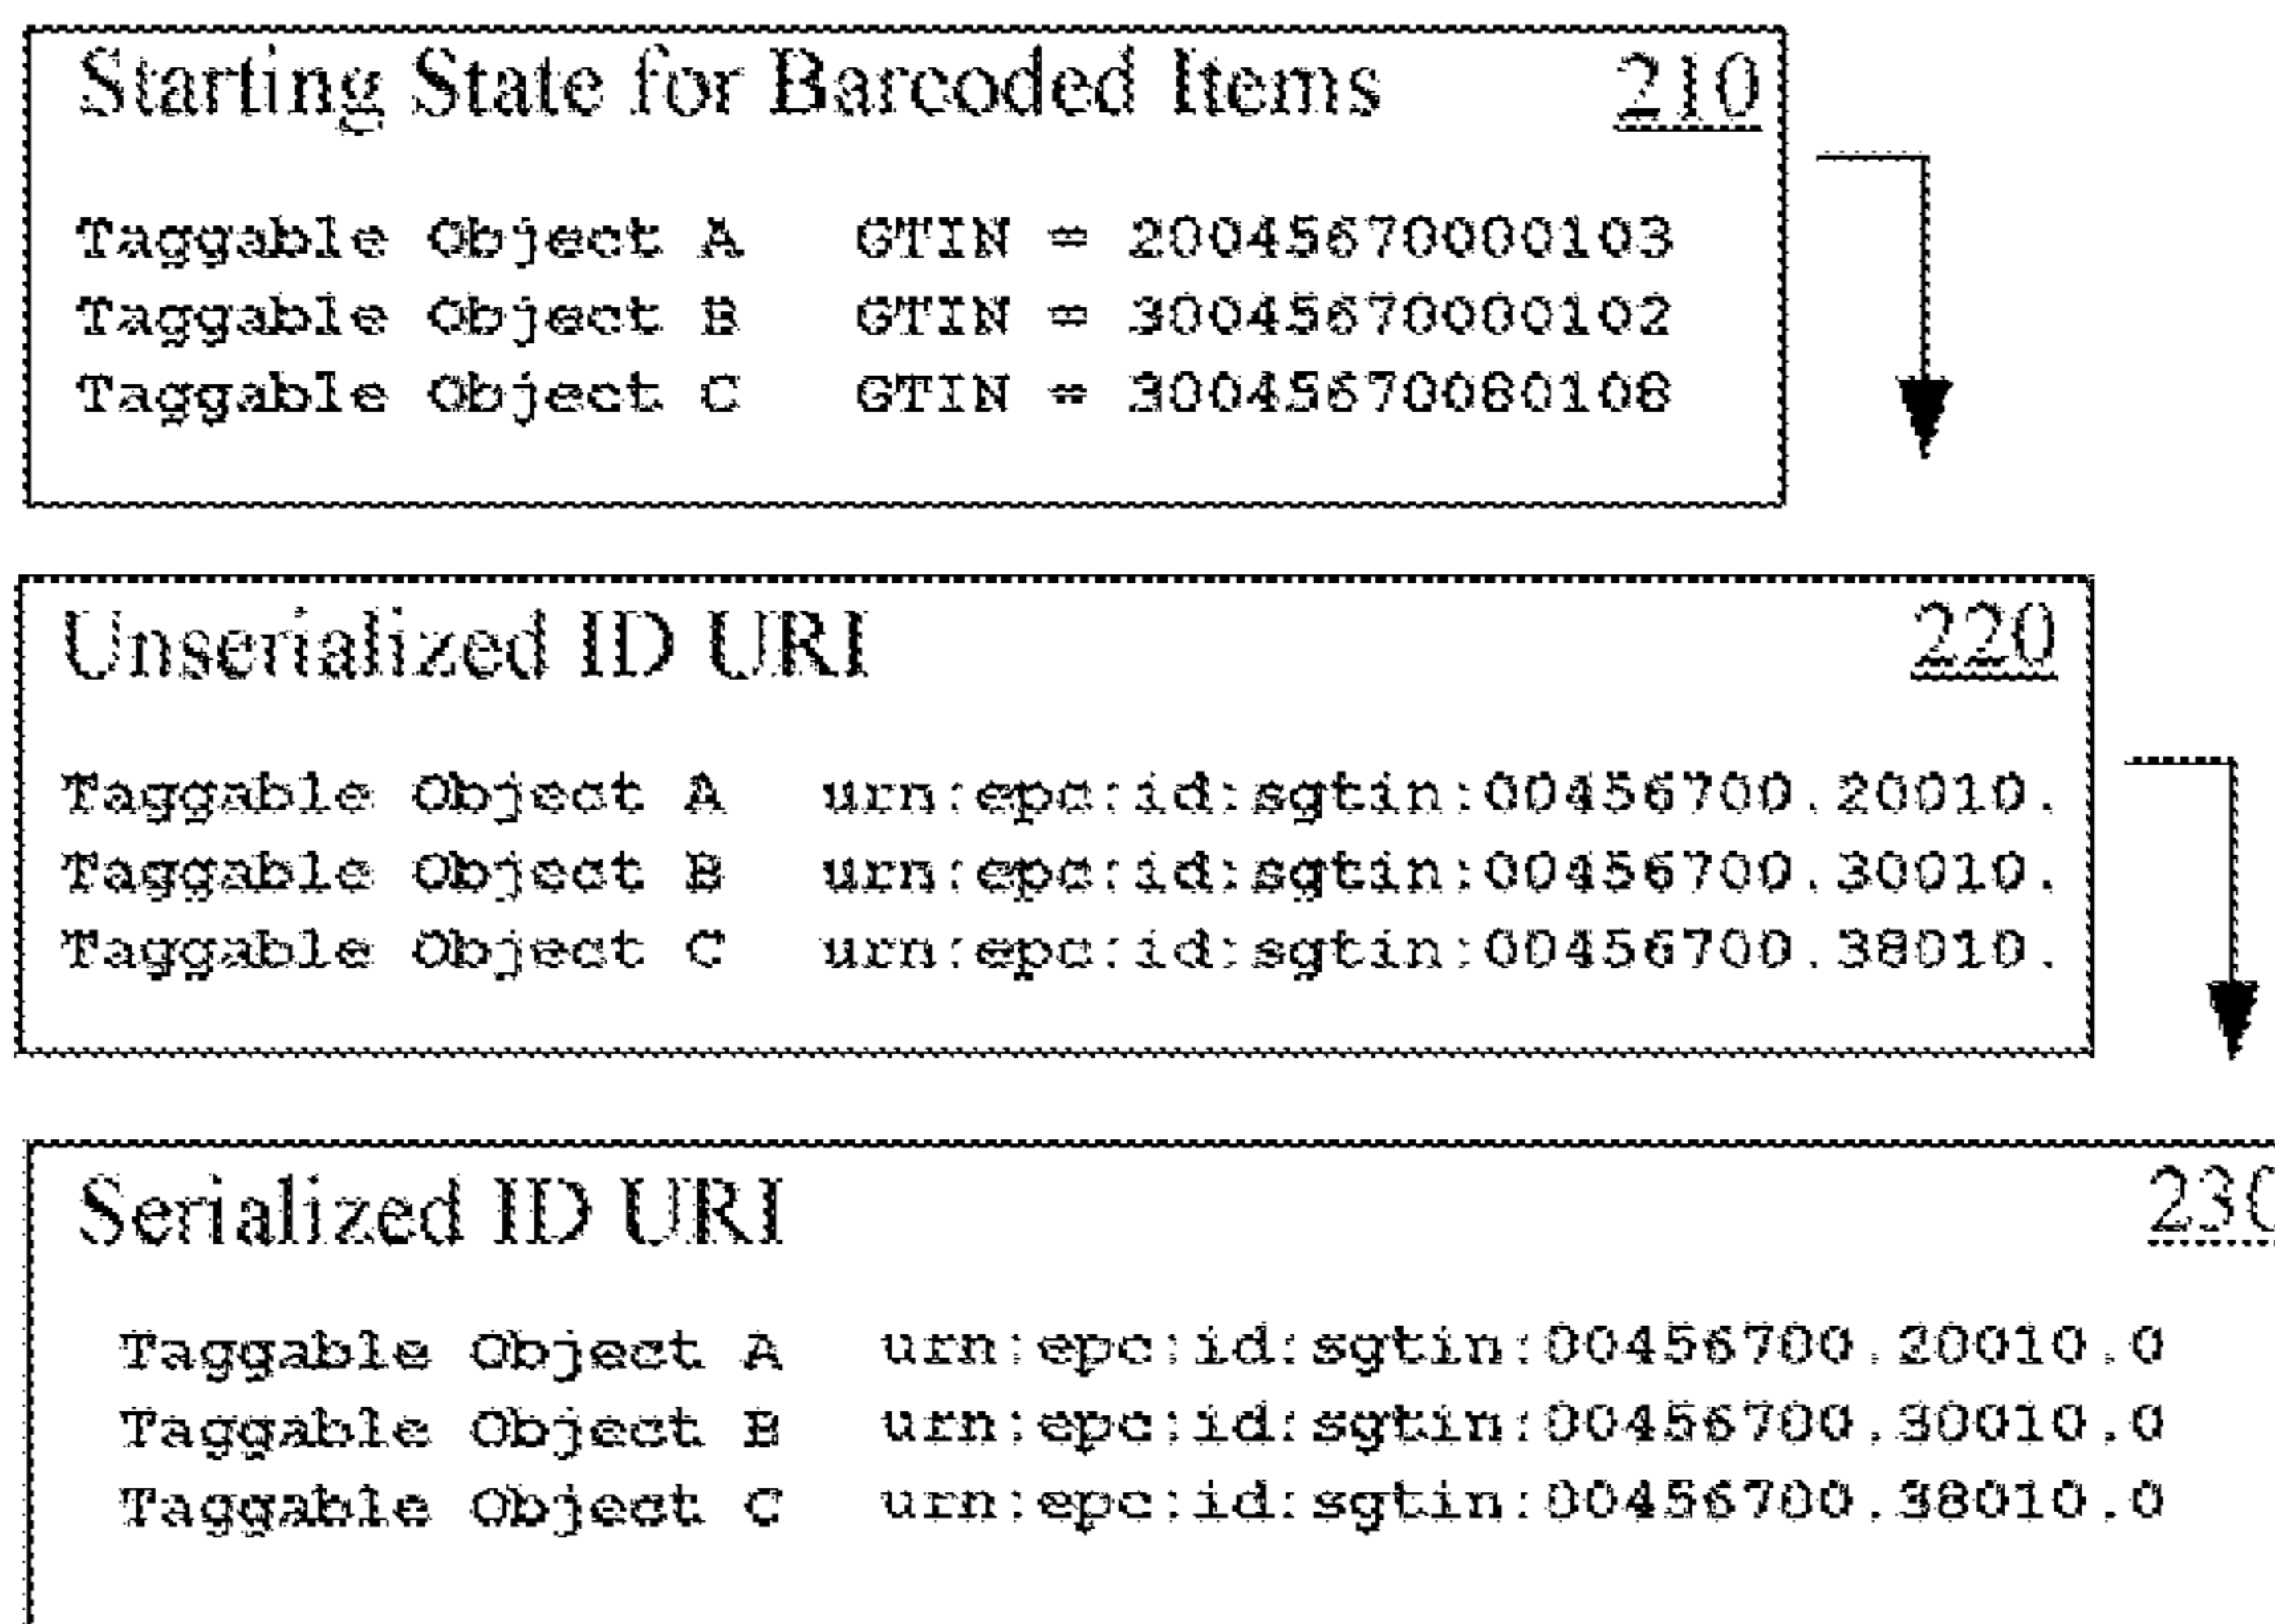 Starting State for Barcoded Items 210
Taggable Object A GTIN = 20045670000103
Taggable Object B GTIN = 30045670000102
Taggable Object C GTIN = 30045670080108
Unserialized ID URI 220
Taggable Object A urn:epc:id:sgtin:00456700.20010.
Taggable Object B urn:epc:id:sgtin:00456700.30010.
Taggable Object C urn:epc:id:sgtin:00456700.38010.
Serialized ID URI 230
Taggable Object A urn:epc:id:sgtin:00456700.20010.0
Taggable Object B urn:epc:id:sgtin:00456700.30010.0
Taggable Object C urn:epc:id:sgtin:00456700.38010.0